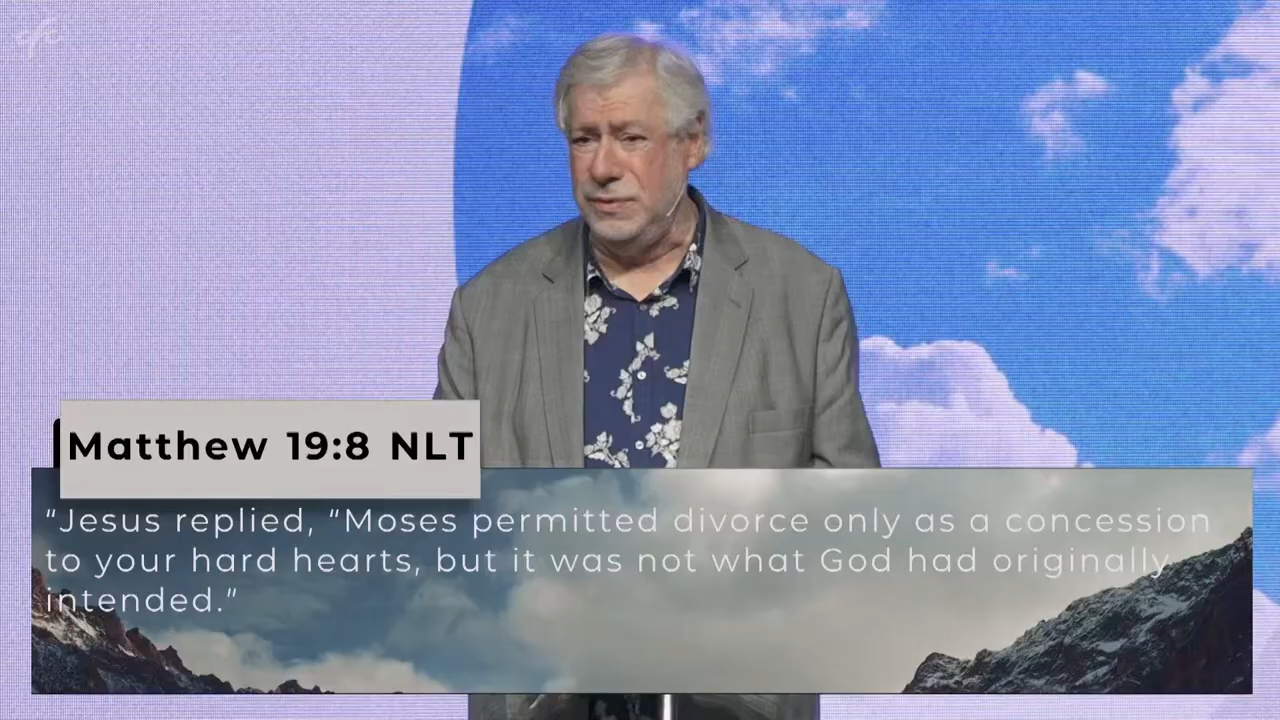 cfc
Matthew 19:8 NLT
“Jesus replied, “Moses permitted divorce only as a concession
to your hard hearts, but it was not what God had originally
intended.”